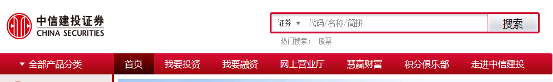 中信建投证券
CHINA SECURITIES
证券 代码/名称/简拼 搜索
热门搜索: 股票
全部产品分类 首页 我要投资 我要融资 网上营业厅 慧赢财富 积分俱乐部 走进中信建投